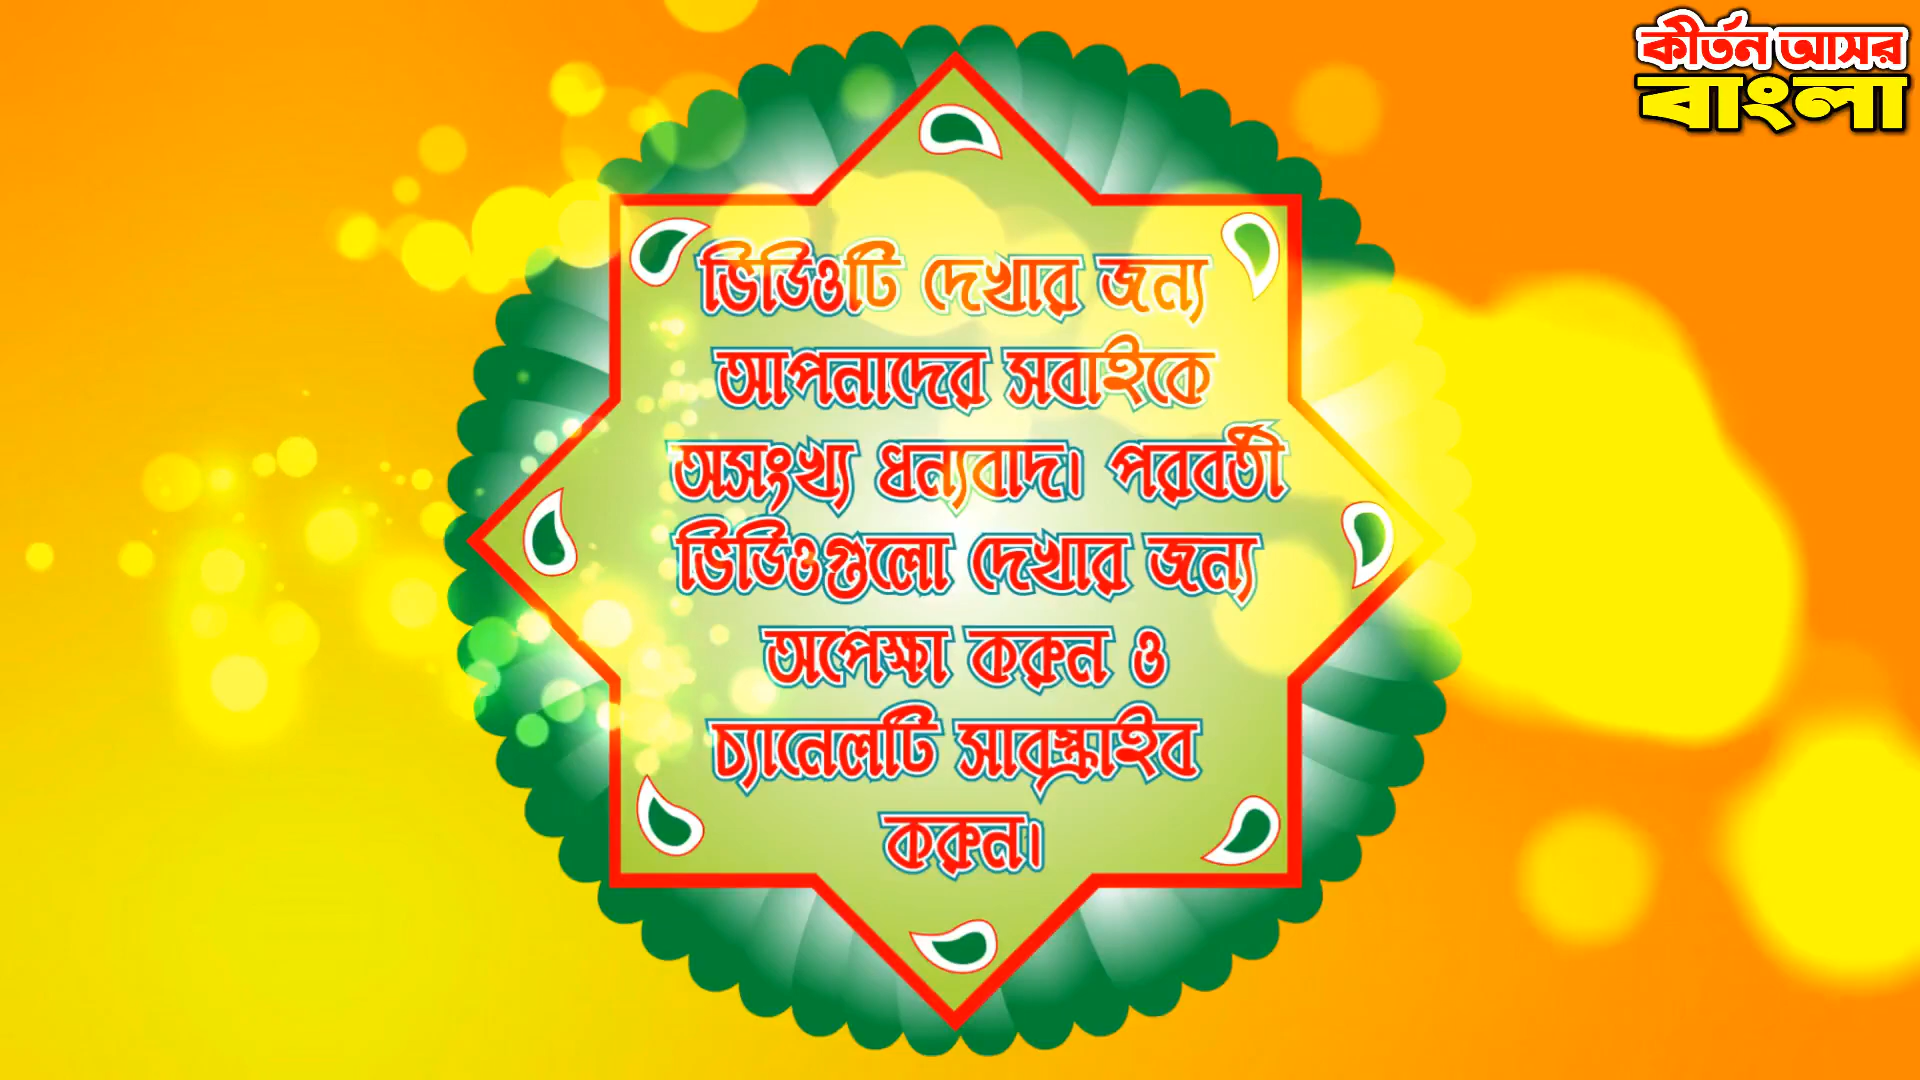 কীর্তন আসর
বাংলা
ভিডিওটি দেখার জন্য
আপনাদের সবাইকে
অসংখ্য ধন্যবাদ। পরবর্তী
ভিডিওগুলো দেখার জন্য
অপেক্ষা করুন ও
চ্যানেলটি সাবস্ক্রাইব
করুন।